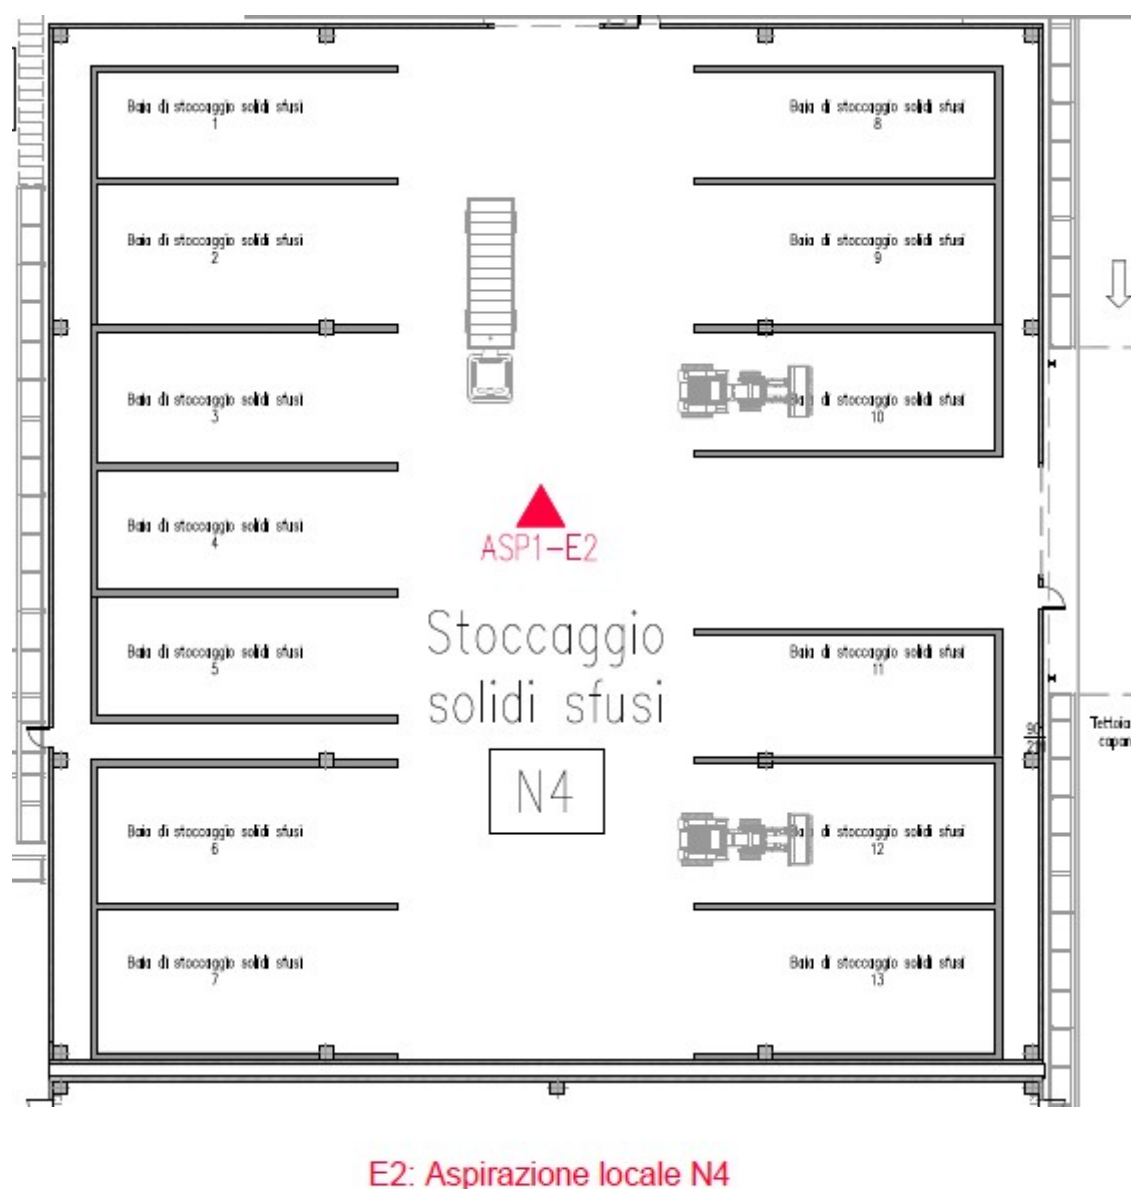 Baia di stoccaggio solidi sfusi
1
Baia di stoccaggio solidi sfusi
8
Baia di stoccaggio solidi sfusi
2
Baia di stoccaggio solidi sfusi
9
Baia di stoccaggio solidi sfusi
3
Baia di stoccaggio solidi sfusi
10
Baia di stoccaggio solidi sfusi
4
ASP1-E2
Stoccaggio
solidi sfusi
N4
Baia di stoccaggio solidi sfusi
5
Baia di stoccaggio solidi sfusi
11
Tettoia
Baia di stoccaggio solidi sfusi
6
Baia di stoccaggio solidi sfusi
12
Baia di stoccaggio solidi sfusi
7
Baia di stoccaggio solidi sfusi
13
E2: Aspirazione locale N4